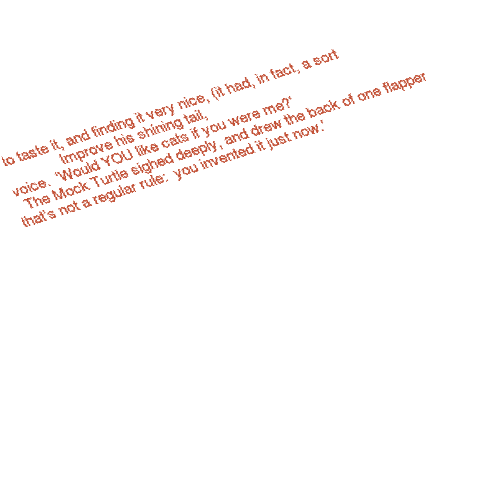 to taste it, and finding it very nice, (it had, in fact, a sort
Improve his shining tail,
voice.  'Would YOU like cats if you were me?'
The Mock Turtle sighed deeply, and drew the back of one flapper
that's not a regular rule:  you invented it just now.'